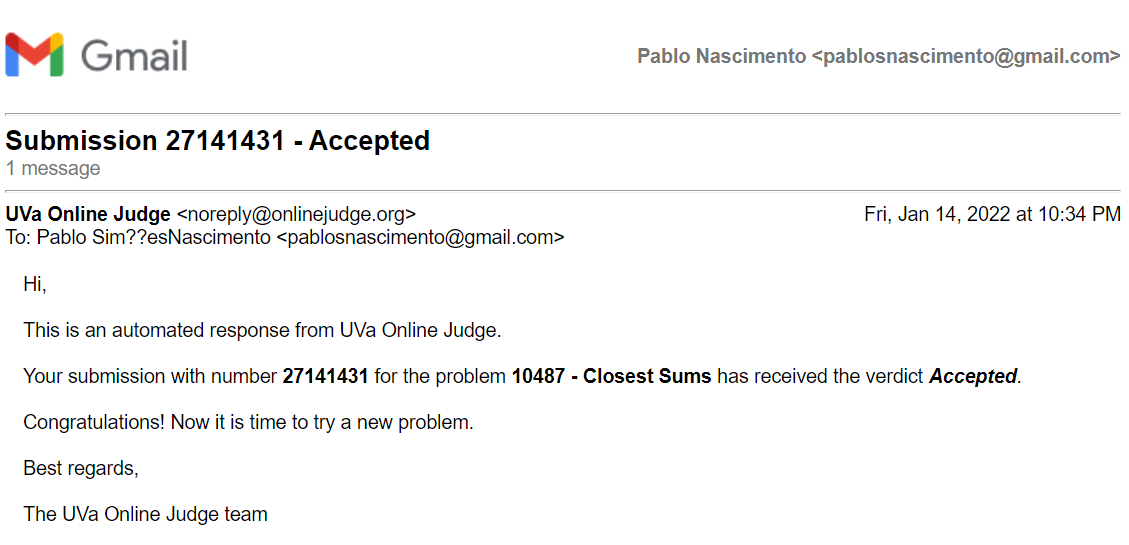 Gmail
Pablo Nascimento <pablosnascimento@gmail.com>
Submission 27141431 - Accepted
1 message
UVa Online Judge <noreply@onlinejudge.org>
Fri, Jan 14, 2022 at 10:34 PM
To: Pablo Sim??esNascimento <pablosnascimento@gmail.com>
Hi,
This is an automated response from UVa Online Judge.
Your submission with number 27141431 for the problem 10487 - Closest Sums has received the verdict Accepted.
Congratulations! Now it is time to try a new problem.
Best regards,
The UVa Online Judge team